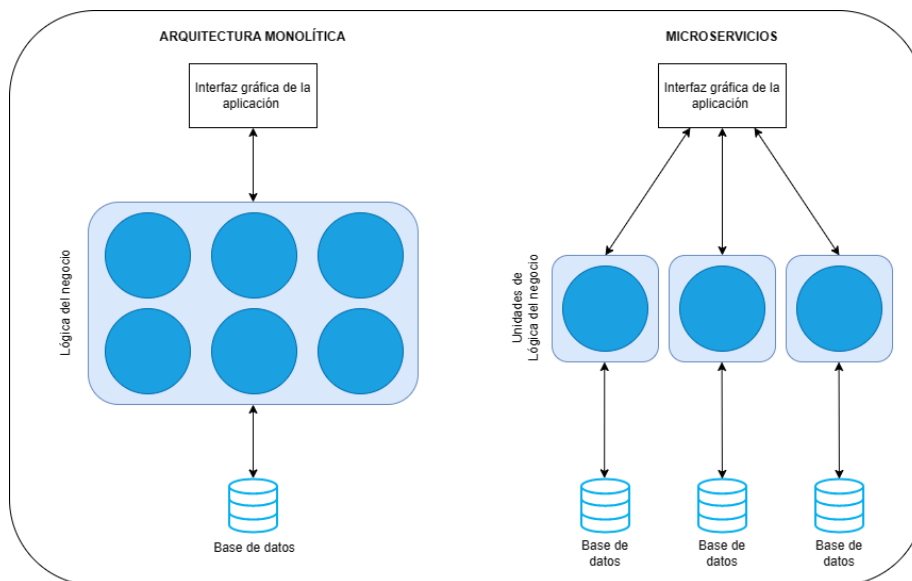 ARQUITECTURA MONOLÍTICA
Interfaz gráfica de la
aplicación
Lógica del negocio
Base de datos
MICROSERVICIOS
Interfaz gráfica de la
aplicación
Unidades de
Lógica del negocio
Base de
datos
Base de
datos
Base de
datos